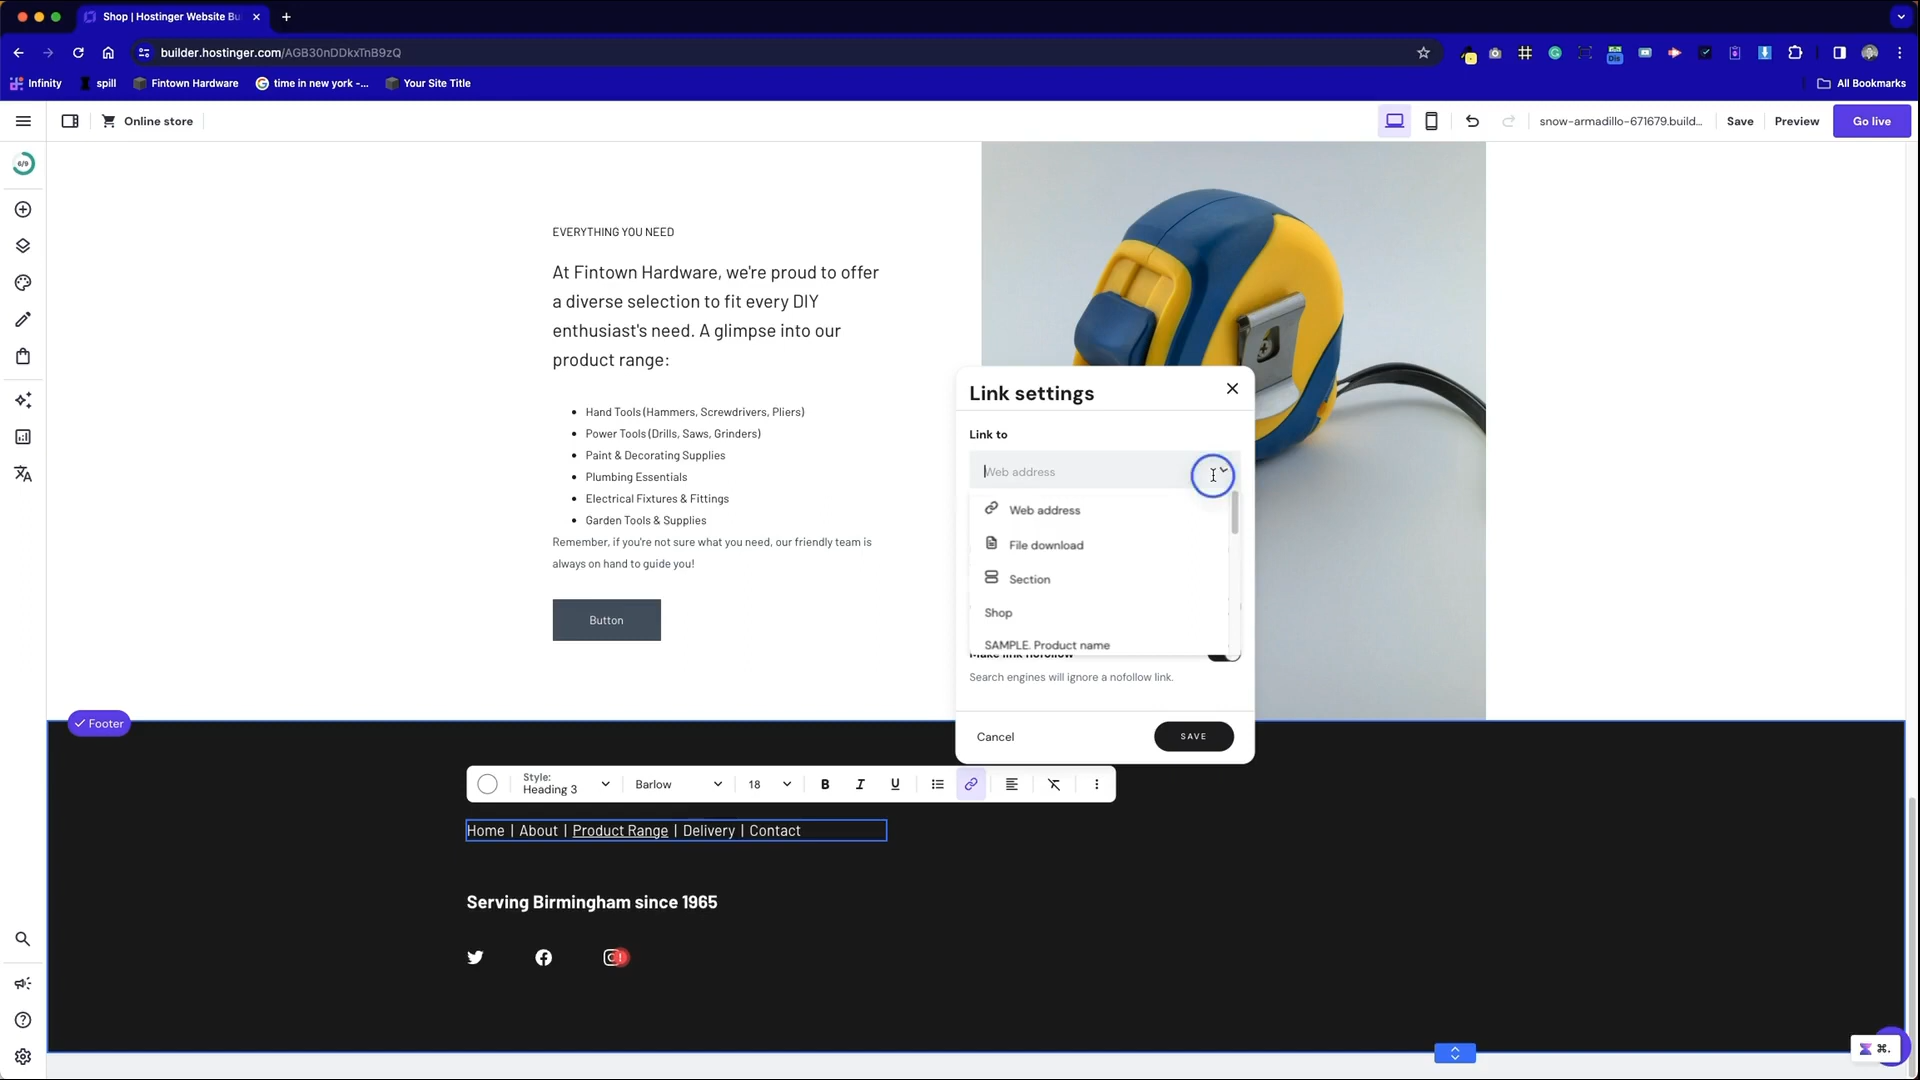 Shop | Hostinger Website Bu
builder.hostinger.com/AGB30nDDkxTnB9zQ
Infinity
spill
Fintown Hardware
time in new york -...
Your Site Title
All Bookmarks
Online store
snow-armadillo-671679.build...
Save
Preview
Go live
6/9
EVERYTHING YOU NEED
At Fintown Hardware, we're proud to offer
a diverse selection to fit every DIY
enthusiast's need. A glimpse into our
product range:
Hand Tools (Hammers, Screwdrivers, Pliers)
Power Tools (Drills, Saws, Grinders)
Paint & Decorating Supplies
Plumbing Essentials
Electrical Fixtures & Fittings
Garden Tools & Supplies
Remember, if you're not sure what you need, our friendly team is
always on hand to guide you!
Button
Link settings
Link to
Web address
Web address
File download
Section
Shop
SAMPLE. Product name
Make link nofollow
Search engines will ignore a nofollow link.
Cancel
SAVE
Footer
Style:
Heading 3
Barlow
18
B
I
U
Home | About | Product Range | Delivery | Contact
Serving Birmingham since 1965